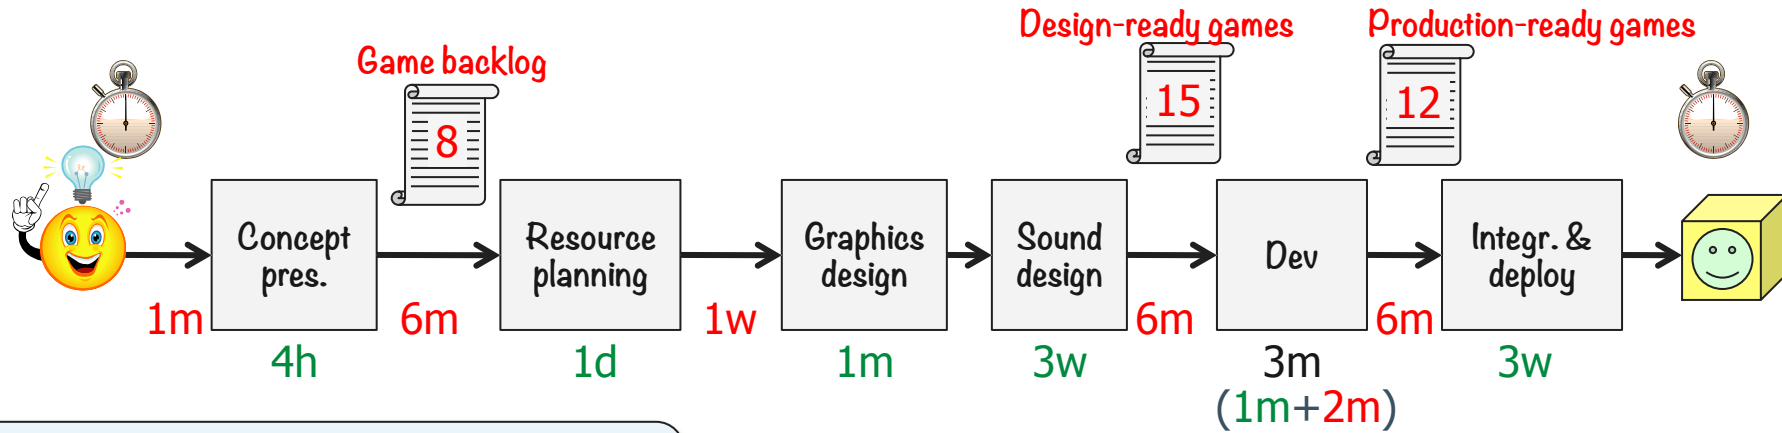 Design-ready games
Production-ready games
Game backlog
8
15
12
Concept
pres.
Resource
planning
Graphics
design
Sound
design
Dev
Integr. &
deploy
1m
6m
1w
6m
6m
4h
1d
1m
3w
3m
3w
(1m+2m)